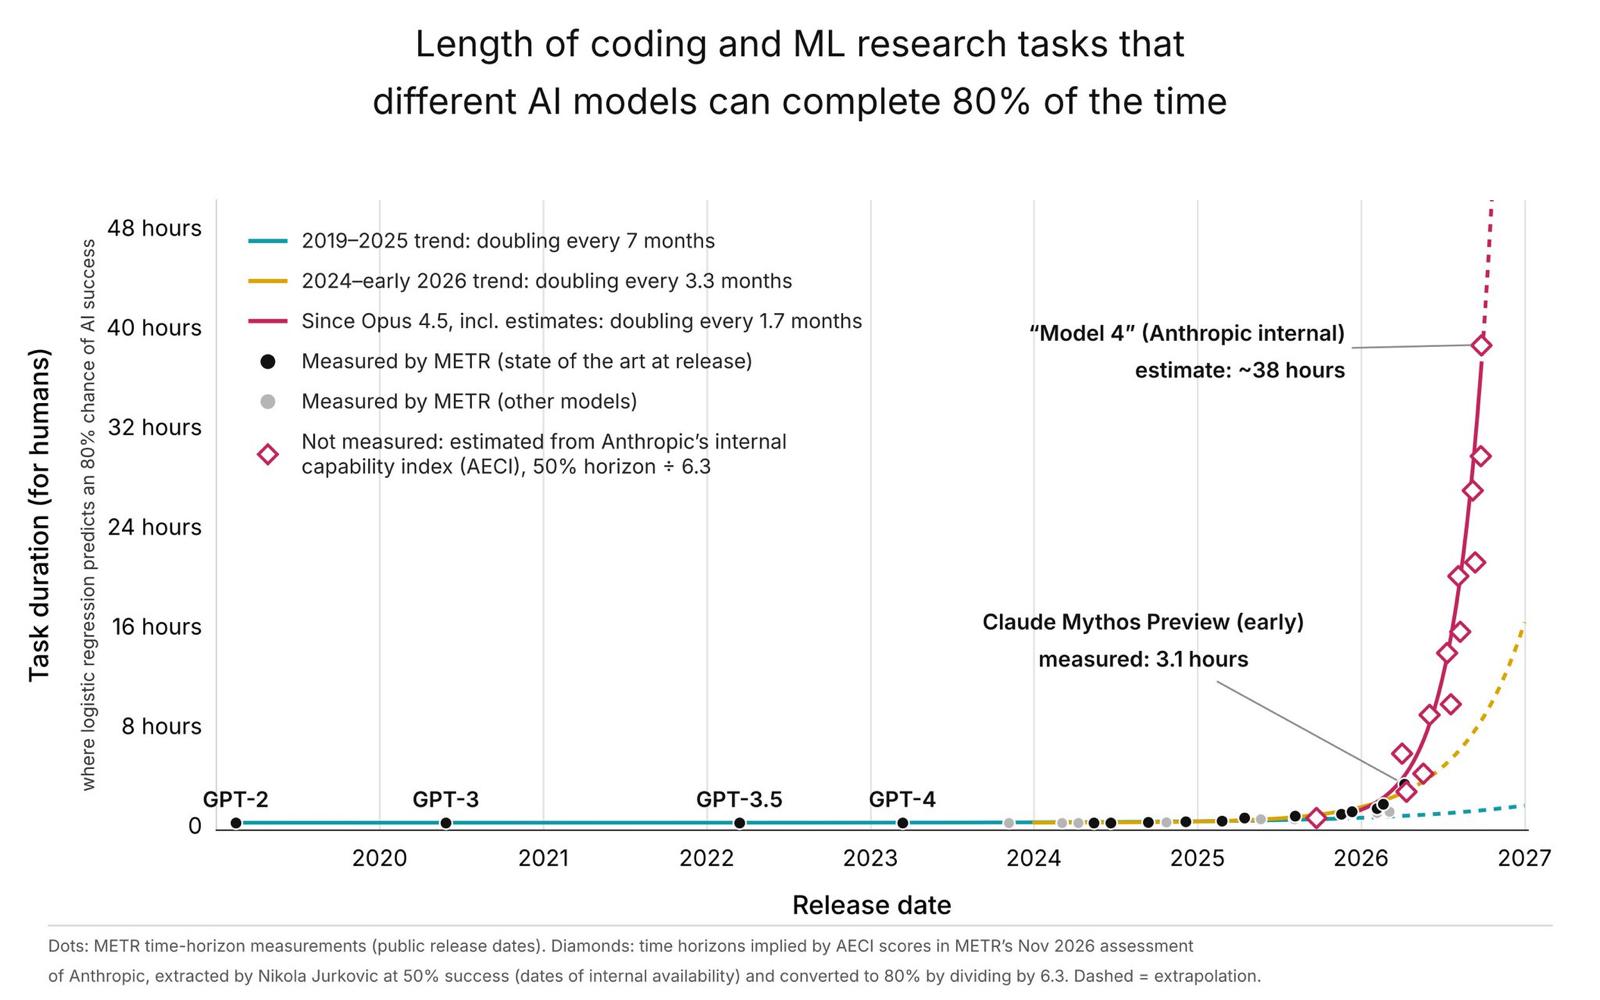 Length of coding and ML research tasks that
different AI models can complete 80% of the time
Task duration (for humans)
where logistic regression predicts an 80% chance of AI success
48 hours
40 hours
32 hours
24 hours
16 hours
8 hours
0
2019–2025 trend: doubling every 7 months
2024–early 2026 trend: doubling every 3.3 months
Since Opus 4.5, incl. estimates: doubling every 1.7 months
Measured by METR (state of the art at release)
Measured by METR (other models)
Not measured: estimated from Anthropic’s internal
capability index (AECI), 50% horizon ÷ 6.3
“Model 4” (Anthropic internal)
estimate: ~38 hours
Claude Mythos Preview (early)
measured: 3.1 hours
GPT-2
GPT-3
GPT-3.5
GPT-4
2020
2021
2022
2023
2024
2025
2026
2027
Release date
Dots: METR time-horizon measurements (public release dates). Diamonds: time horizons implied by AECI scores in METR’s Nov 2026 assessment
of Anthropic, extracted by Nikola Jurkovic at 50% success (dates of internal availability) and converted to 80% by dividing by 6.3. Dashed = extrapolation.